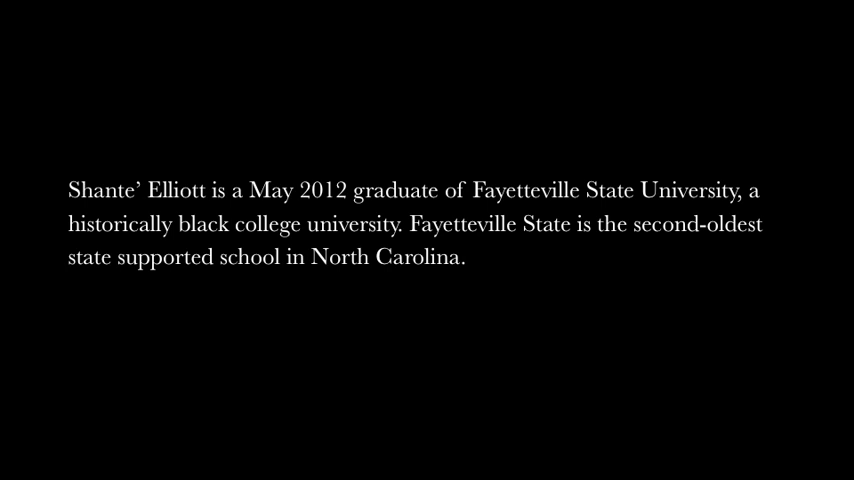 Shante’ Elliott is a May 2012 graduate of Fayetteville State University, a
historically black college university. Fayetteville State is the second-oldest
state supported school in North Carolina.